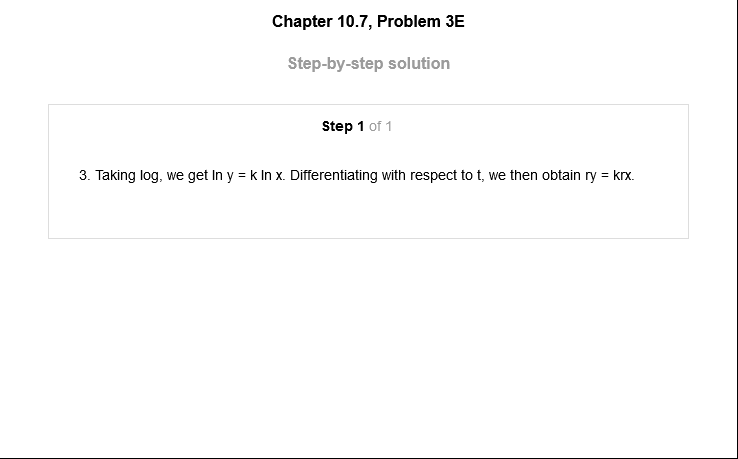 Chapter 10.7, Problem 3E
Step-by-step solution
Step 1 of 1
3. Taking log, we get ln y = k ln x. Differentiating with respect to t, we then obtain ry = krx.